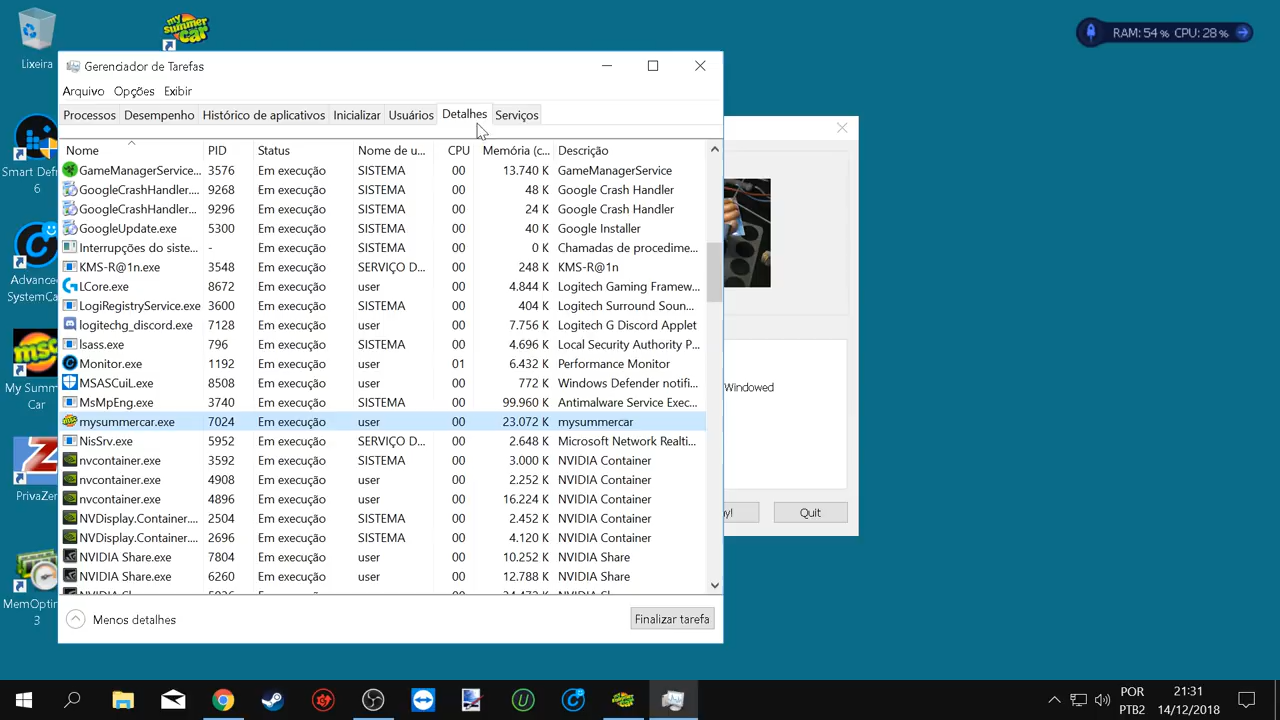 my summer car
Lixeira
RAM: 54 % CPU: 28 %
Gerenciador de Tarefas
Arquivo Opções Exibir
Processos Desempenho Histórico de aplicativos Inicializar Usuários Detalhes Serviços
Nome PID Status Nome de u... CPU Memória (c... Descrição
GameManagerService... 3576 Em execução SISTEMA 00 13.740 K GameManagerService
GoogleCrashHandler.... 9268 Em execução SISTEMA 00 48 K Google Crash Handler
GoogleCrashHandler... 9296 Em execução SISTEMA 00 24 K Google Crash Handler
GoogleUpdate.exe 5300 Em execução SISTEMA 00 40 K Google Installer
Interrupções do siste... - Em execução SISTEMA 00 0 K Chamadas de procedime...
KMS-R@1n.exe 3548 Em execução SERVIÇO D... 00 248 K KMS-R@1n
LCore.exe 8672 Em execução user 00 4.844 K Logitech Gaming Framew...
LogiRegistryService.exe 3600 Em execução SISTEMA 00 404 K Logitech Surround Soun...
logitechg_discord.exe 7128 Em execução user 00 7.756 K Logitech G Discord Applet
lsass.exe 796 Em execução SISTEMA 00 4.696 K Local Security Authority P...
Monitor.exe 1192 Em execução user 01 6.432 K Performance Monitor
MSASCuiL.exe 8508 Em execução user 00 772 K Windows Defender notifi...
MsMpEng.exe 3740 Em execução SISTEMA 00 99.960 K Antimalware Service Exec...
mysummercar.exe 7024 Em execução user 00 23.072 K mysummercar
NisSrv.exe 5952 Em execução SERVIÇO D... 00 2.648 K Microsoft Network Realti...
nvcontainer.exe 3592 Em execução SISTEMA 00 3.000 K NVIDIA Container
nvcontainer.exe 4908 Em execução user 00 2.252 K NVIDIA Container
nvcontainer.exe 4896 Em execução user 00 16.224 K NVIDIA Container
NVDisplay.Container.... 2504 Em execução SISTEMA 00 2.452 K NVIDIA Container
NVDisplay.Container.... 2696 Em execução SISTEMA 00 4.120 K NVIDIA Container
NVIDIA Share.exe 7804 Em execução user 00 10.252 K NVIDIA Share
NVIDIA Share.exe 6260 Em execução user 00 12.788 K NVIDIA Share
Menos detalhes
Finalizar tarefa
Smart Def
6
Advance
SystemCa
msc
My Summ
Car
PrivaZer
MemOptim
3
Windowed
y!
Quit
POR
PTB2
21:31
14/12/2018